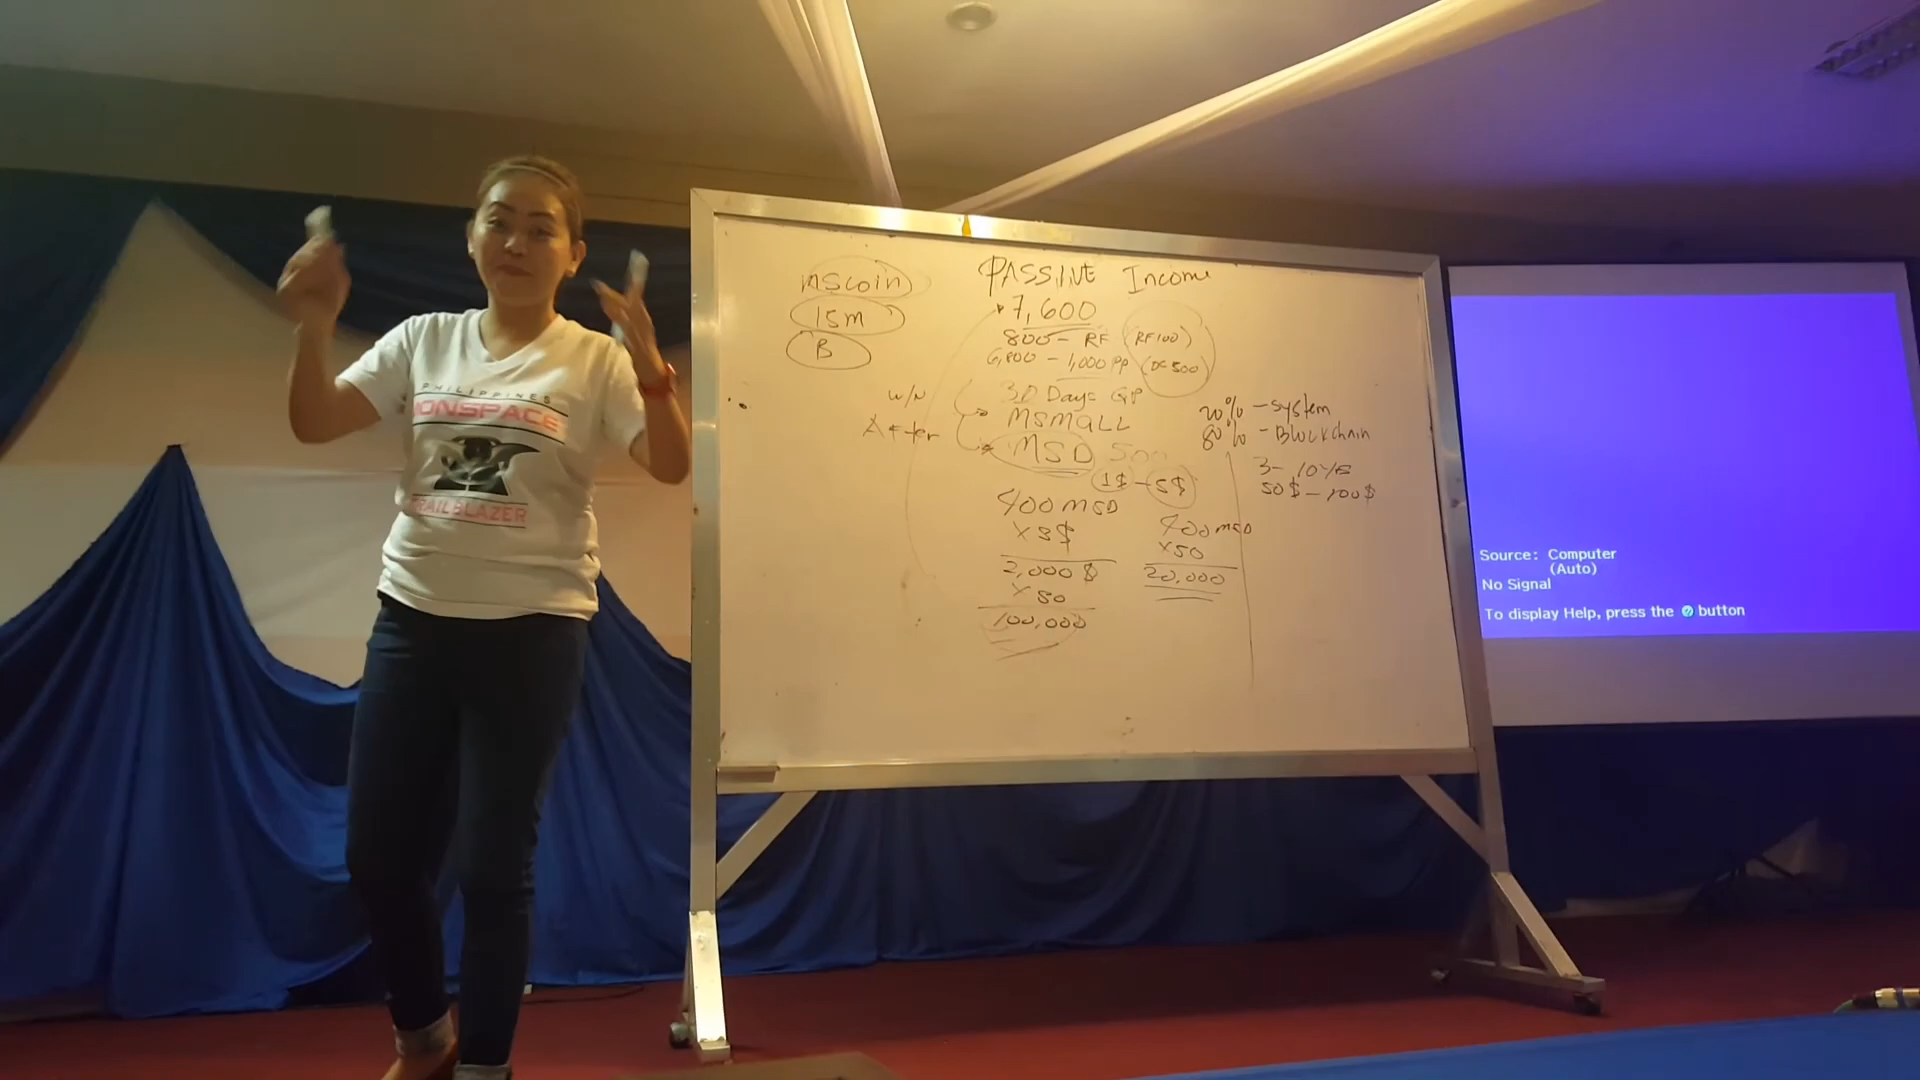 PHILIPPINES
MONSPACE
TRAILBLAZER
MSCOIN
15M
B
PASSIVE Income
7,600
800 - RF (RF100)
6,800 - 1,000 PP (DC 500)
30 Days GP
W/N
MSMALL
After
MSD 500
1$ - 5$
400 MSD
x 5$
2,000 $
x 50
100,000
400 MSD
x 50
20,000
20% - System
80% - Blockchain
3 - 10
50$ - 100$
Source: Computer
(Auto)
No Signal
To display Help, press the button